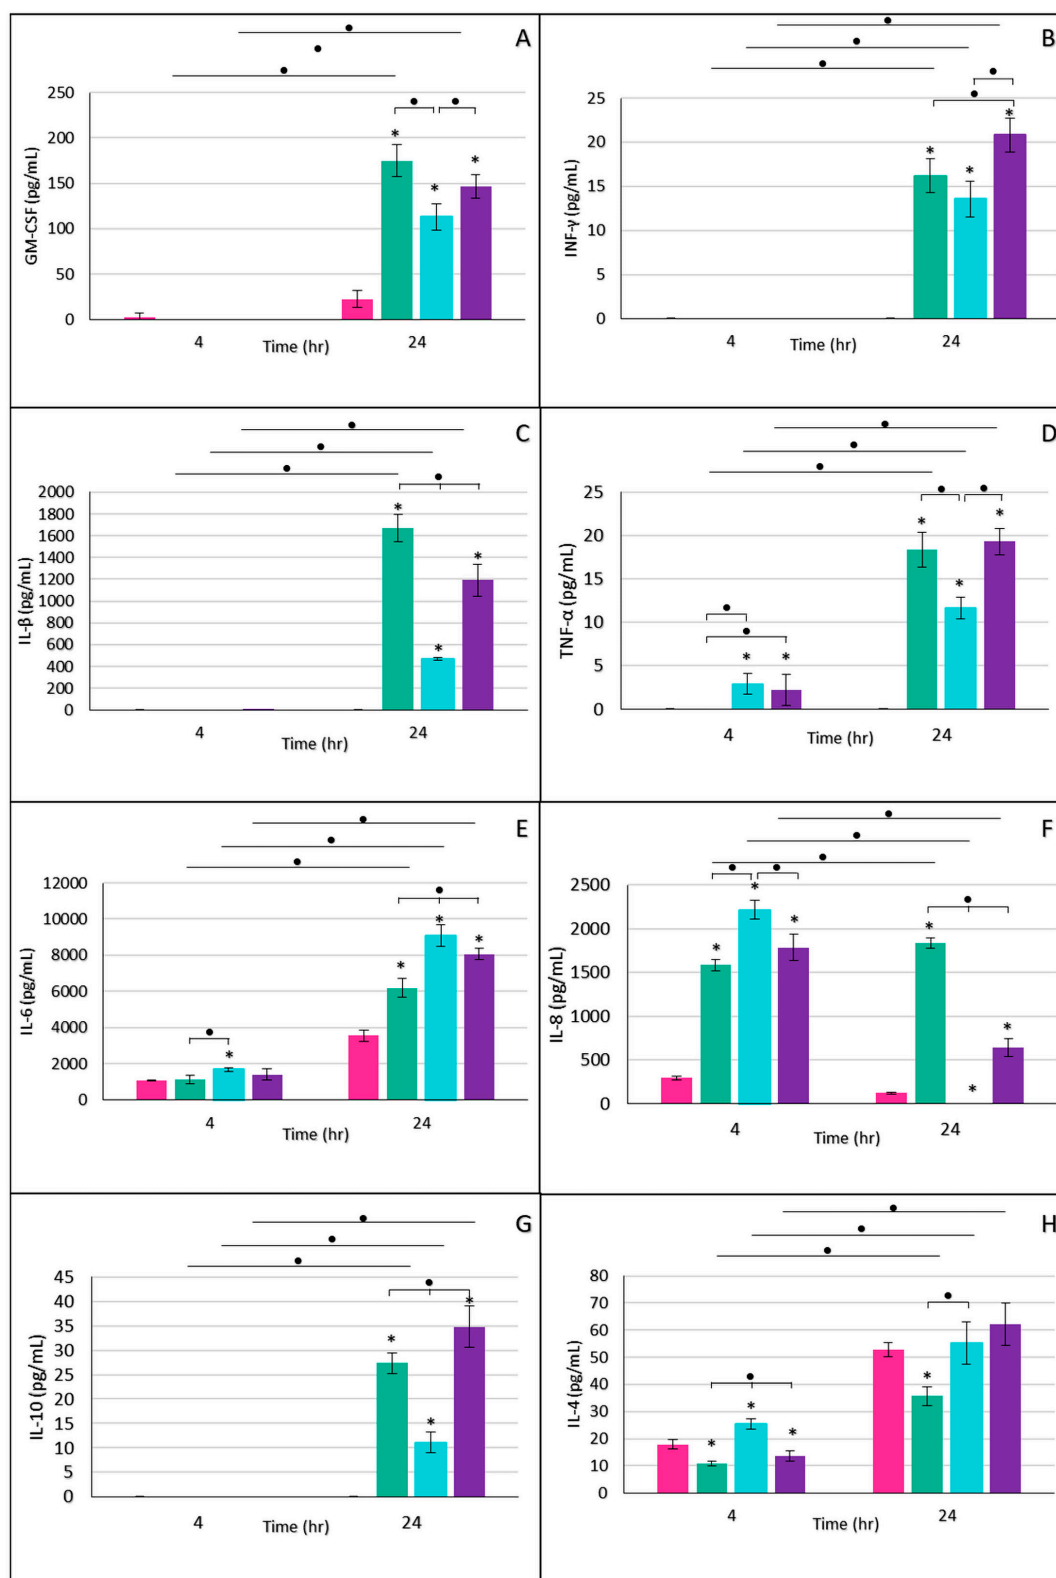 A
250
200
150
100
50
0
GM-CSF (pg/mL)
* * *
4 Time (hr) 24
B
25
20
15
10
5
0
INF-γ (pg/mL)
* * *
4 Time (hr) 24
C
2000
1800
1600
1400
1200
1000
800
600
400
200
0
IL-β (pg/mL)
* * *
4 Time (hr) 24
D
25
20
15
10
5
0
TNF-α (pg/mL)
* * * * *
4 Time (hr) 24
E
12000
10000
8000
6000
4000
2000
0
IL-6 (pg/mL)
* * * *
4 Time (hr) 24
F
2500
2000
1500
1000
500
0
IL-8 (pg/mL)
* * * * * *
4 Time (hr) 24
G
45
40
35
30
25
20
15
10
5
0
IL-10 (pg/mL)
* * *
4 Time (hr) 24
H
80
70
60
50
40
30
20
10
0
IL-4 (pg/mL)
* * * *
4 Time (hr) 24